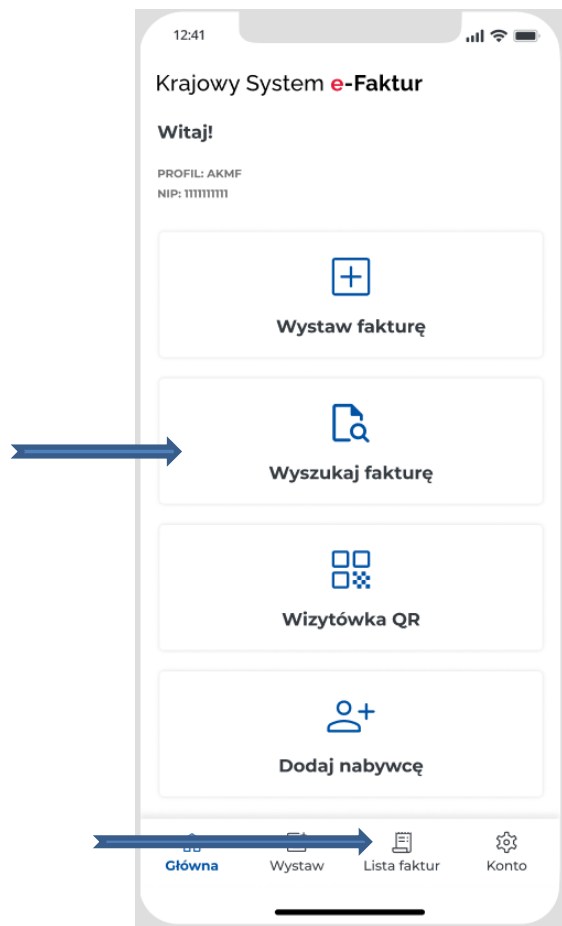 12:41
Krajowy System e-Faktur
Witaj!
PROFIL: AKMF
NIP: 1111111111
Wystaw fakturę
Wyszukaj fakturę
Wizytówka QR
Dodaj nabywcę
Główna Wystaw Lista faktur Konto